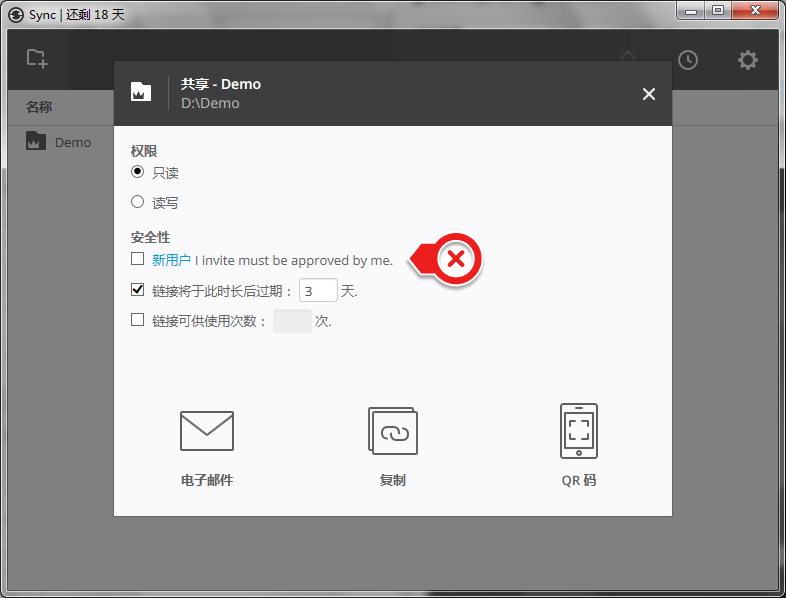 Sync | 还剩 18 天
共享 - Demo
D:\Demo
名称
Demo
权限
只读
读写
安全性
新用户 I invite must be approved by me.
链接将于此时长后过期： 3 天.
链接可供使用次数： 次.
电子邮件
复制
QR 码